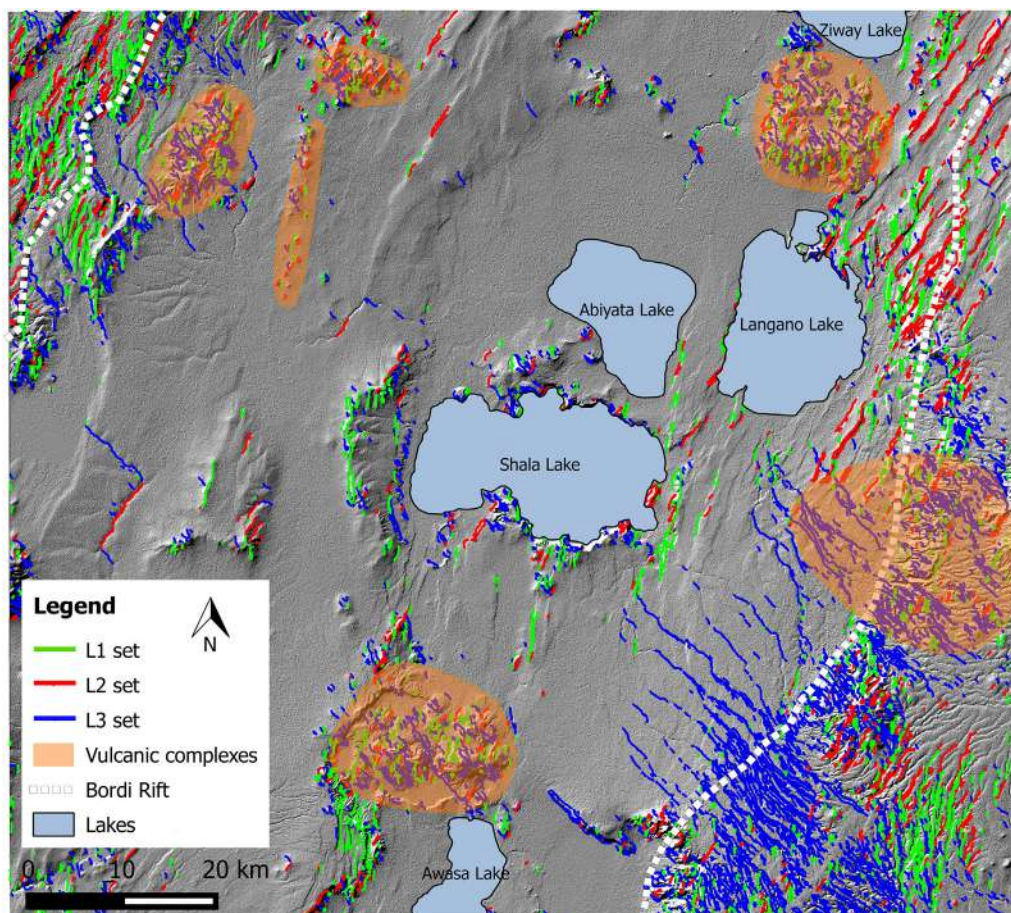 Ziway Lake
Abiyata Lake
Langano Lake
Shala Lake
Legend
L1 set
L2 set
L3 set
Vulcanic complexes
Bordi Rift
Lakes
N
0 10 20 km
Awasa Lake